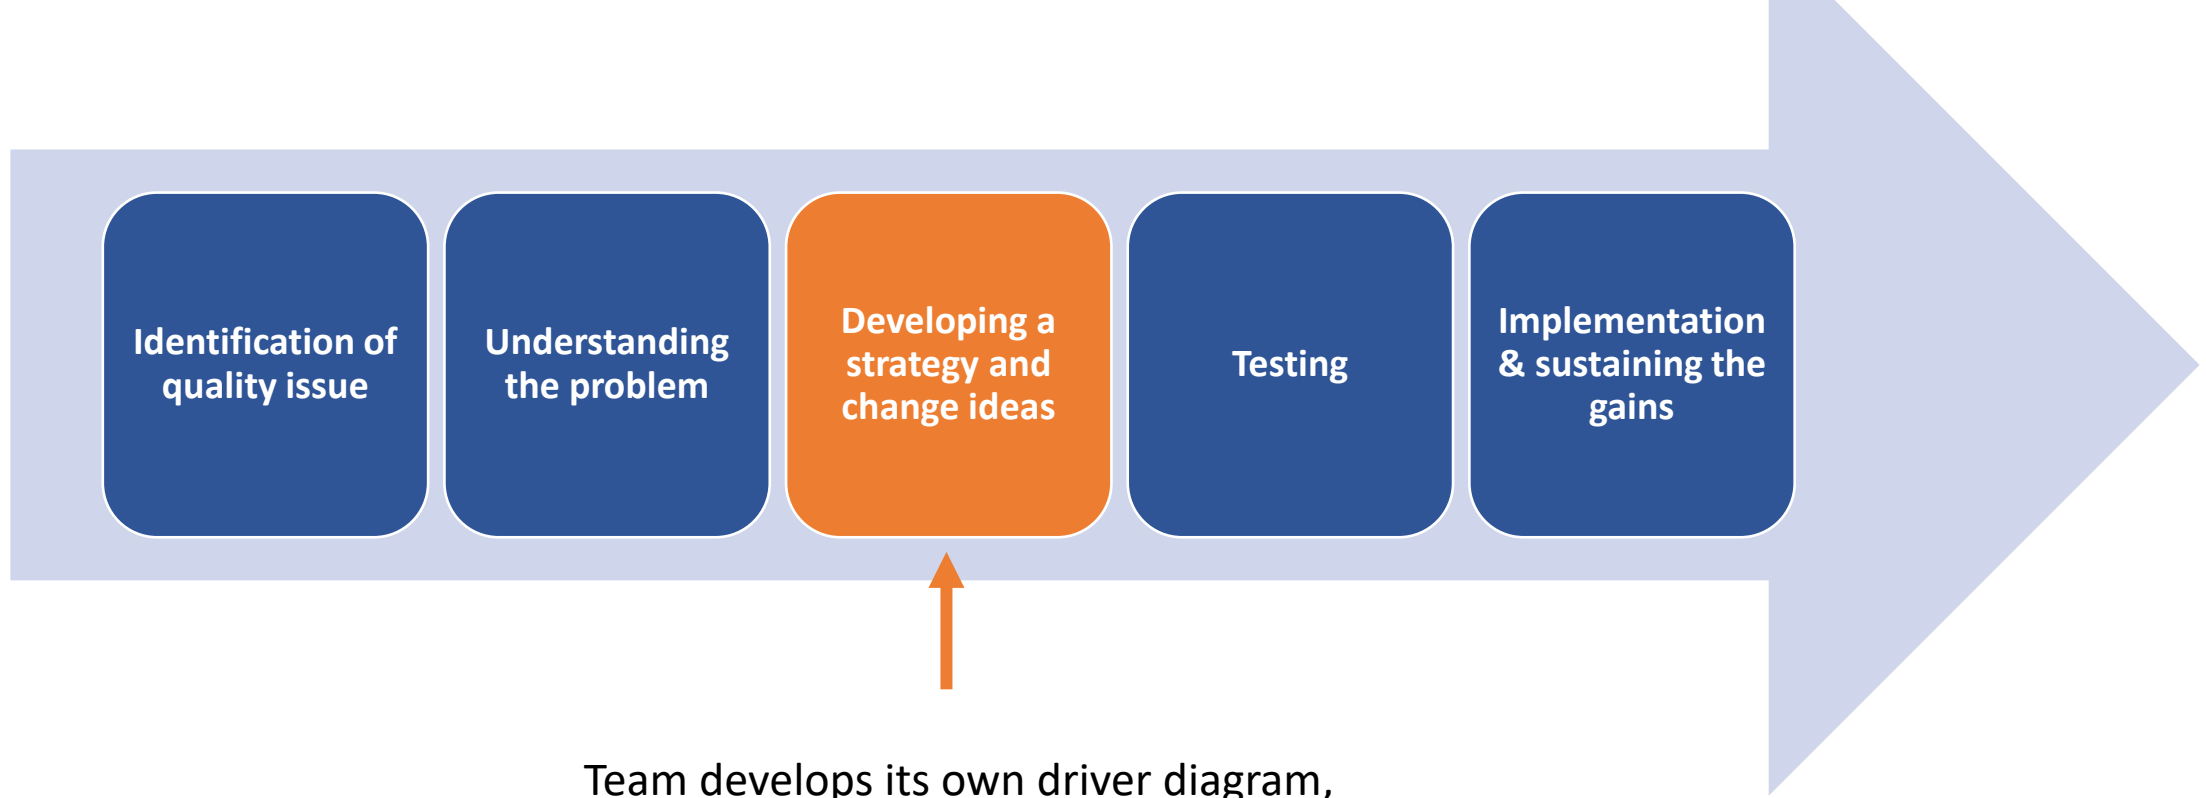 Identification of
quality issue
Understanding
the problem
Developing a
strategy and
change ideas
Testing
Implementation
& sustaining the
gains
Team develops its own driver diagram,